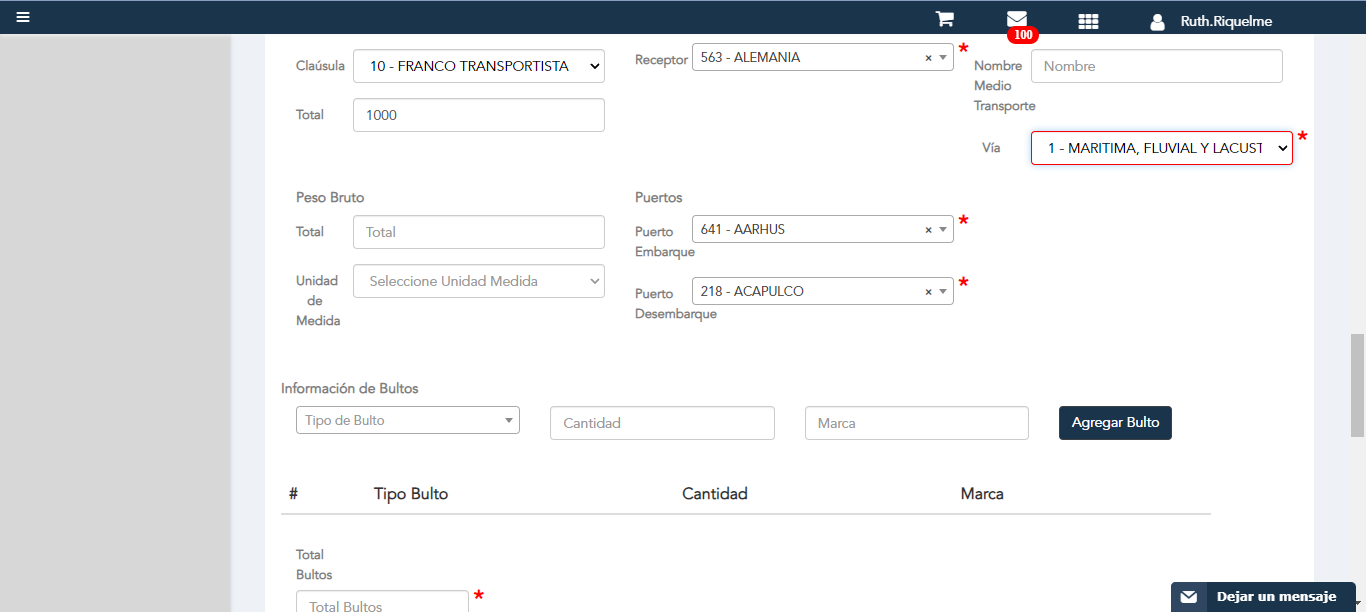 100
Ruth.Riquelme
Claúsula
10 - FRANCO TRANSPORTISTA
Total
1000
Receptor
563 - ALEMANIA
× 
*
Nombre
Medio
Transporte
Nombre
Vía
1 - MARITIMA, FLUVIAL Y LACUST
*
Peso Bruto
Total
Total
Unidad
de
Medida
Seleccione Unidad Medida
Puertos
Puerto
Embarque
641 - AARHUS
×
*
Puerto
Desembarque
218 - ACAPULCO
×
*
Información de Bultos
Tipo de Bulto
Cantidad
Marca
Agregar Bulto
# Tipo Bulto Cantidad Marca
Total
Bultos
Total Bultos
*
Dejar un mensaje